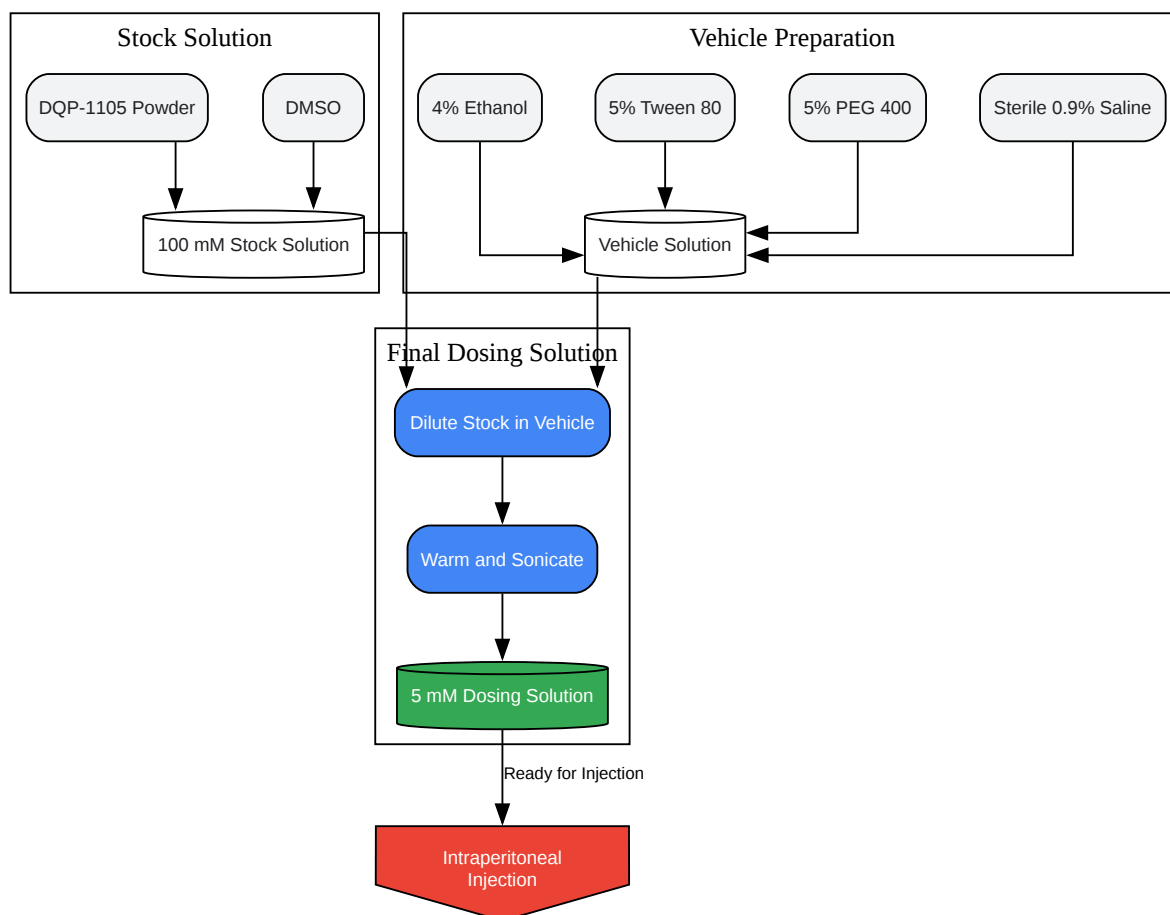 Stock Solution
Vehicle Preparation
DQP-1105 Powder
DMSO
4% Ethanol
5% Tween 80
5% PEG 400
Sterile 0.9% Saline
100 mM Stock Solution
Vehicle Solution
Final Dosing Solution
Dilute Stock in Vehicle
Warm and Sonicate
5 mM Dosing Solution
Ready for Injection
Intraperitoneal
Injection